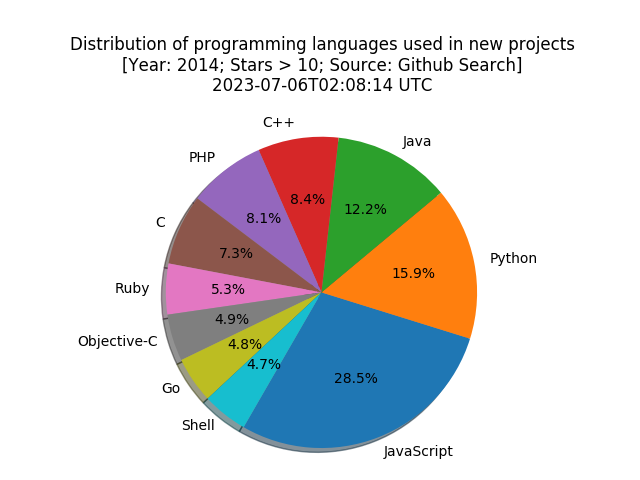 Distribution of programming languages used in new projects
[Year: 2014; Stars > 10; Source: Github Search]
2023-07-06T02:08:14 UTC
C++
Java
PHP
8.4%
12.2%
8.1%
C
7.3%
Python
15.9%
Ruby
5.3%
4.9%
Objective-C
4.8%
4.7%
28.5%
Go
Shell
JavaScript